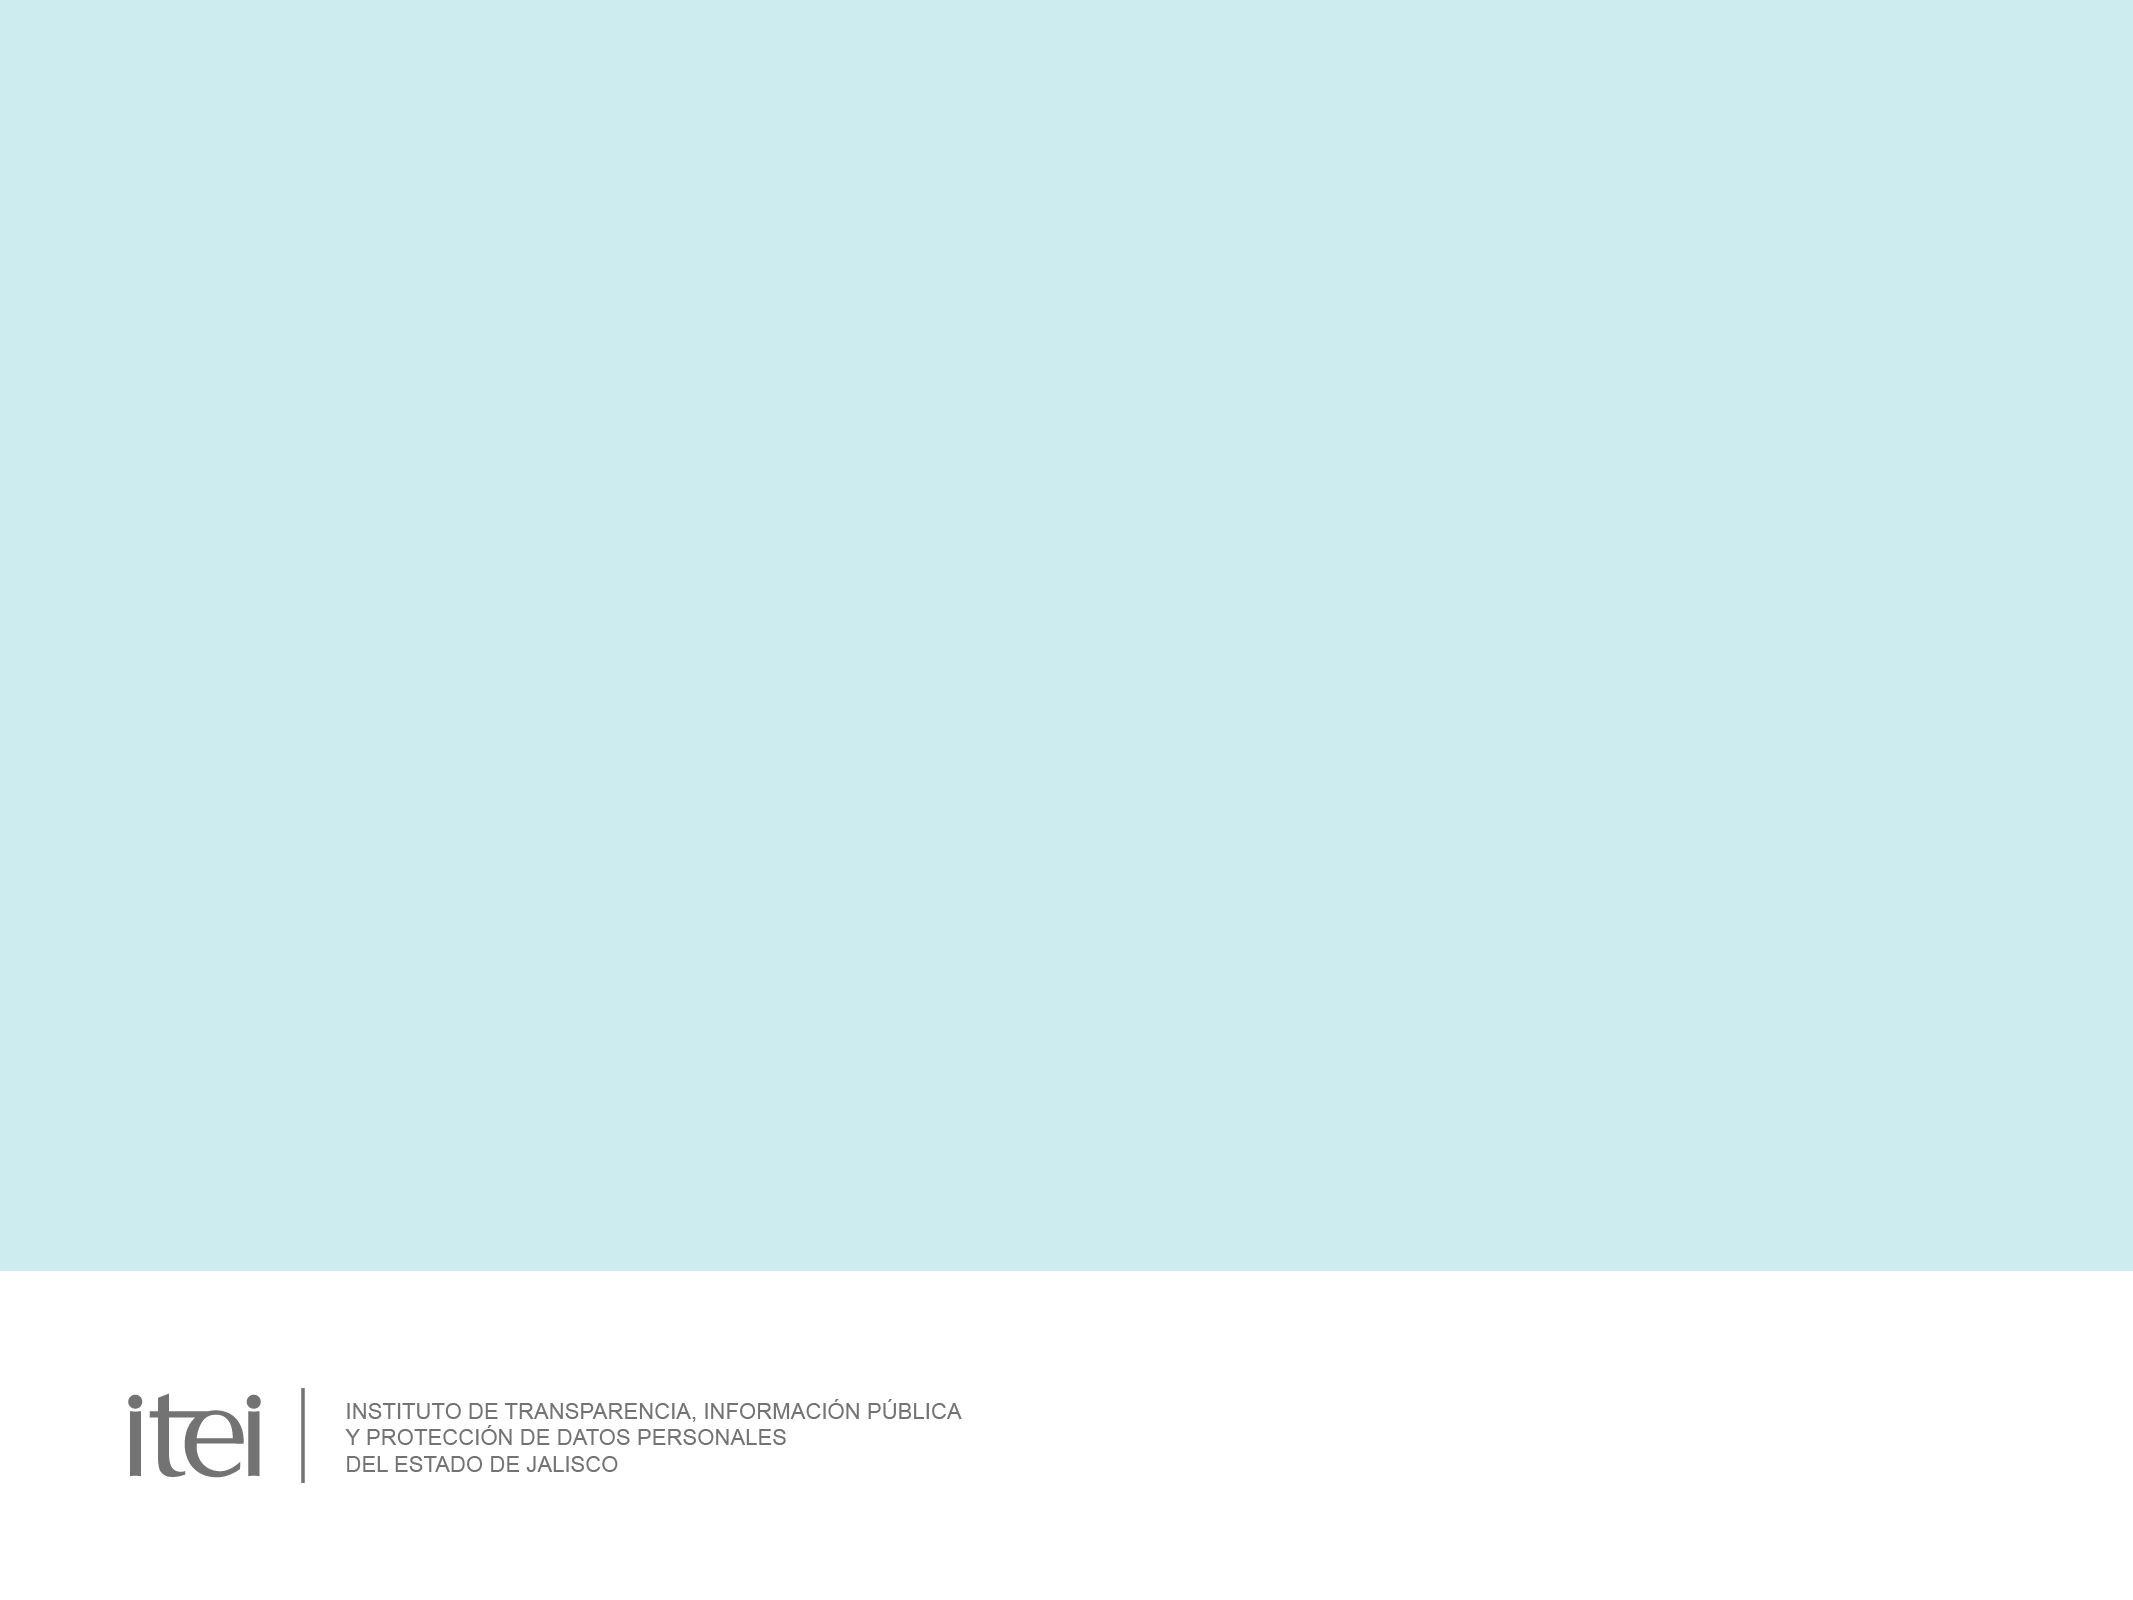 itei
INSTITUTO DE TRANSPARENCIA, INFORMACIÓN PÚBLICA
Y PROTECCIÓN DE DATOS PERSONALES
DEL ESTADO DE JALISCO